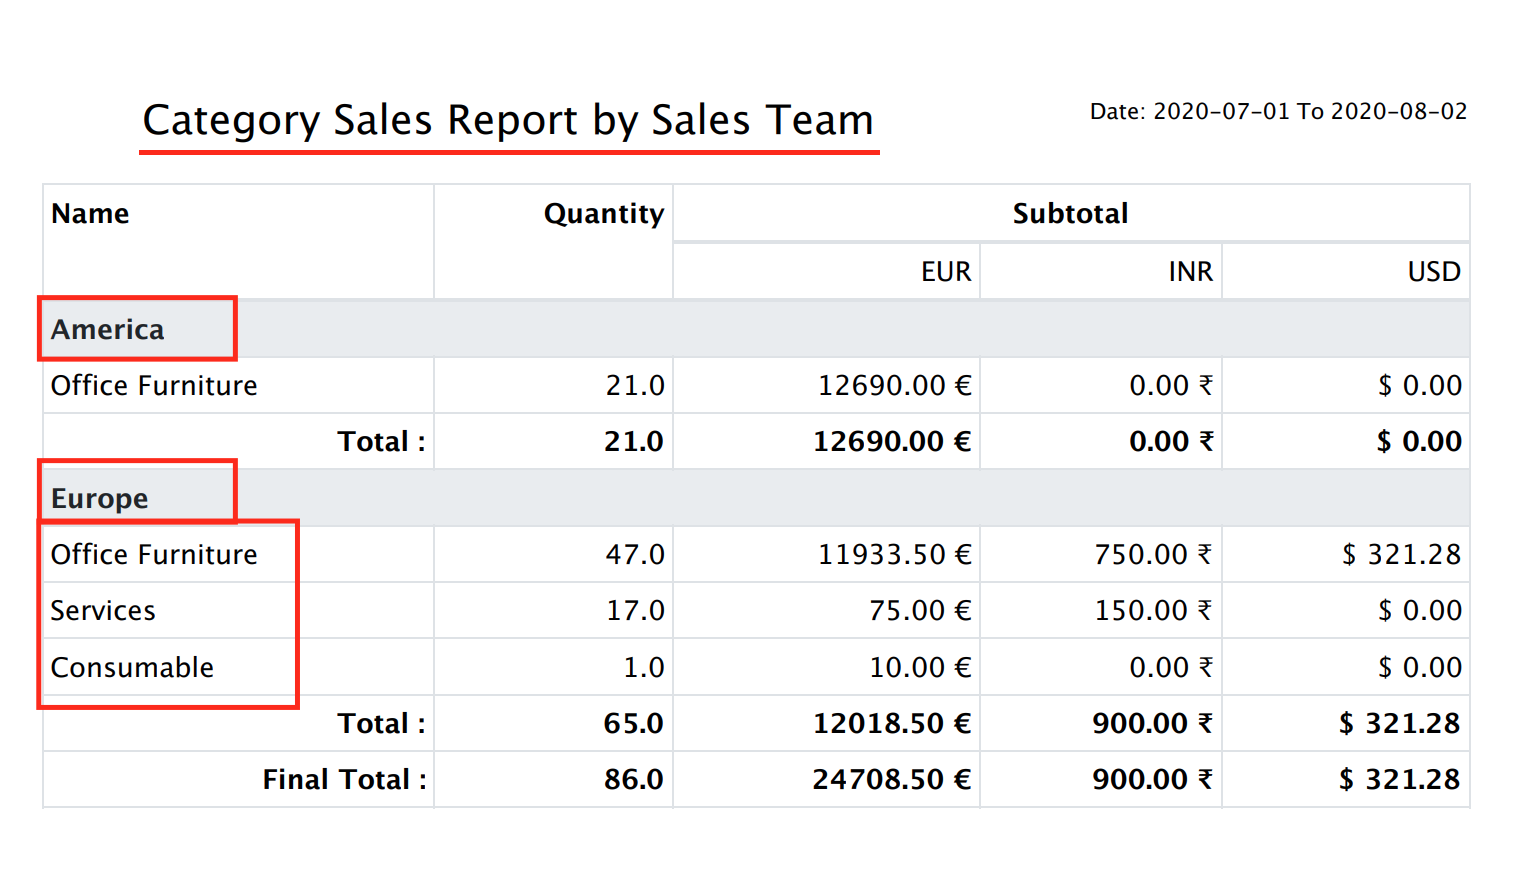 Category Sales Report by Sales Team
Date: 2020-07-01 To 2020-08-02
Name Quantity Subtotal
EUR INR USD
America
Office Furniture 21.0 12690.00 € 0.00 ₹ $ 0.00
Total : 21.0 12690.00 € 0.00 ₹ $ 0.00
Europe
Office Furniture 47.0 11933.50 € 750.00 ₹ $ 321.28
Services 17.0 75.00 € 150.00 ₹ $ 0.00
Consumable 1.0 10.00 € 0.00 ₹ $ 0.00
Total : 65.0 12018.50 € 900.00 ₹ $ 321.28
Final Total : 86.0 24708.50 € 900.00 ₹ $ 321.28